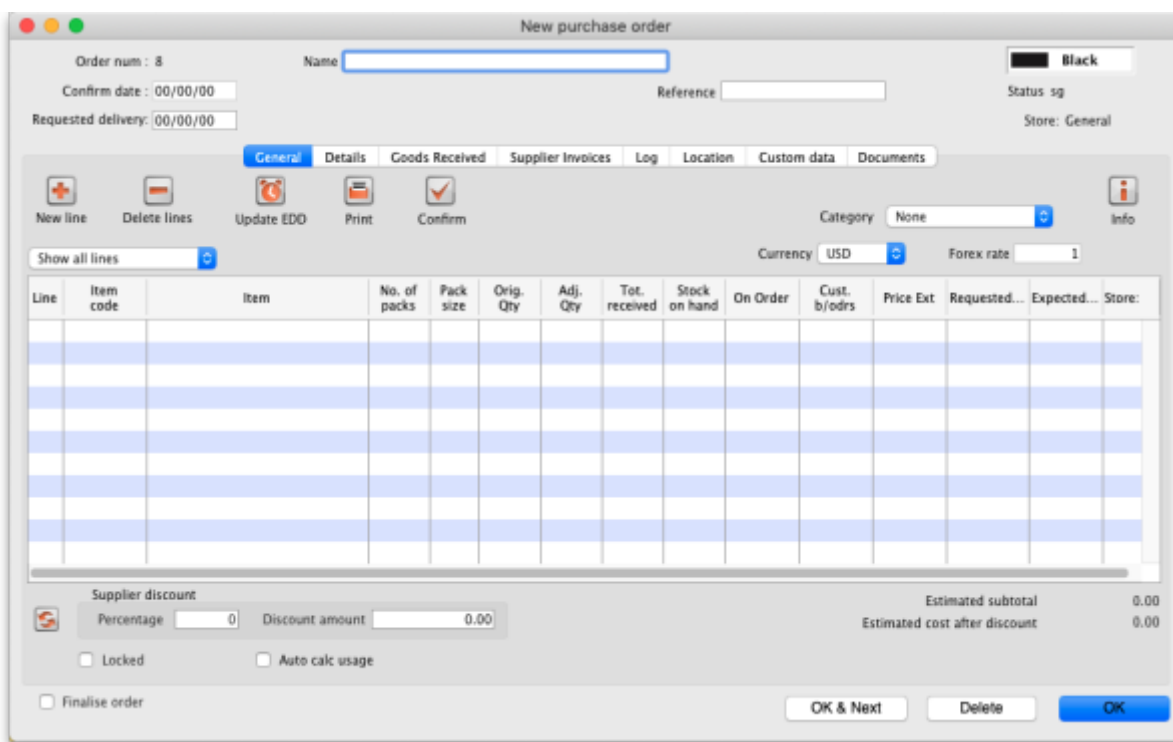 New purchase order
Order num : 8 Name Black
Confirm date : 00/00/00 Reference Status sg
Requested delivery: 00/00/00 Store: General
General Details Goods Received Supplier Invoices Log Location Custom data Documents
New line Delete lines Update EDD Print Confirm Category None Info
Show all lines Currency USD Forex rate 1
Line Item code Item No. of packs Pack size Orig. Qty Adj. Qty Tot. received Stock on hand On Order Cust. b/odrs Price Ext Requested... Expected... Store:
Supplier discount Estimated subtotal 0.00
Percentage 0 Discount amount 0.00 Estimated cost after discount 0.00
Locked Auto calc usage
Finalise order OK & Next Delete OK